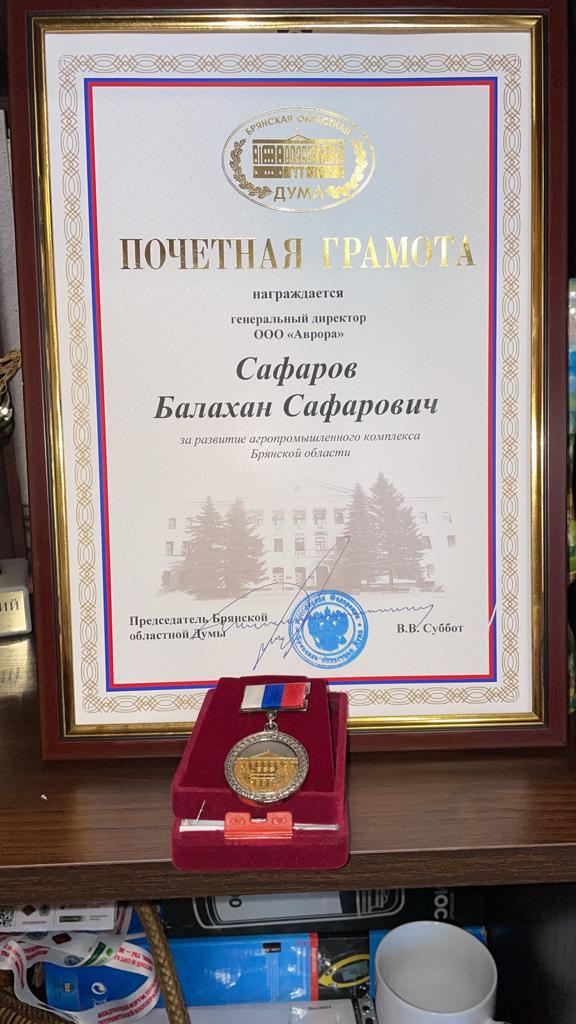 БРЯНСКАЯ ОБЛАСТНАЯ
ДУМА
ПОЧЕТНАЯ ГРАМОТА
награждается
генеральный директор
ООО «Аврора»
Сафаров
Балахан Сафарович
за развитие агропромышленного комплекса
Брянской области
Председатель Брянской
областной Думы
В.В. Суббот
ИЙ